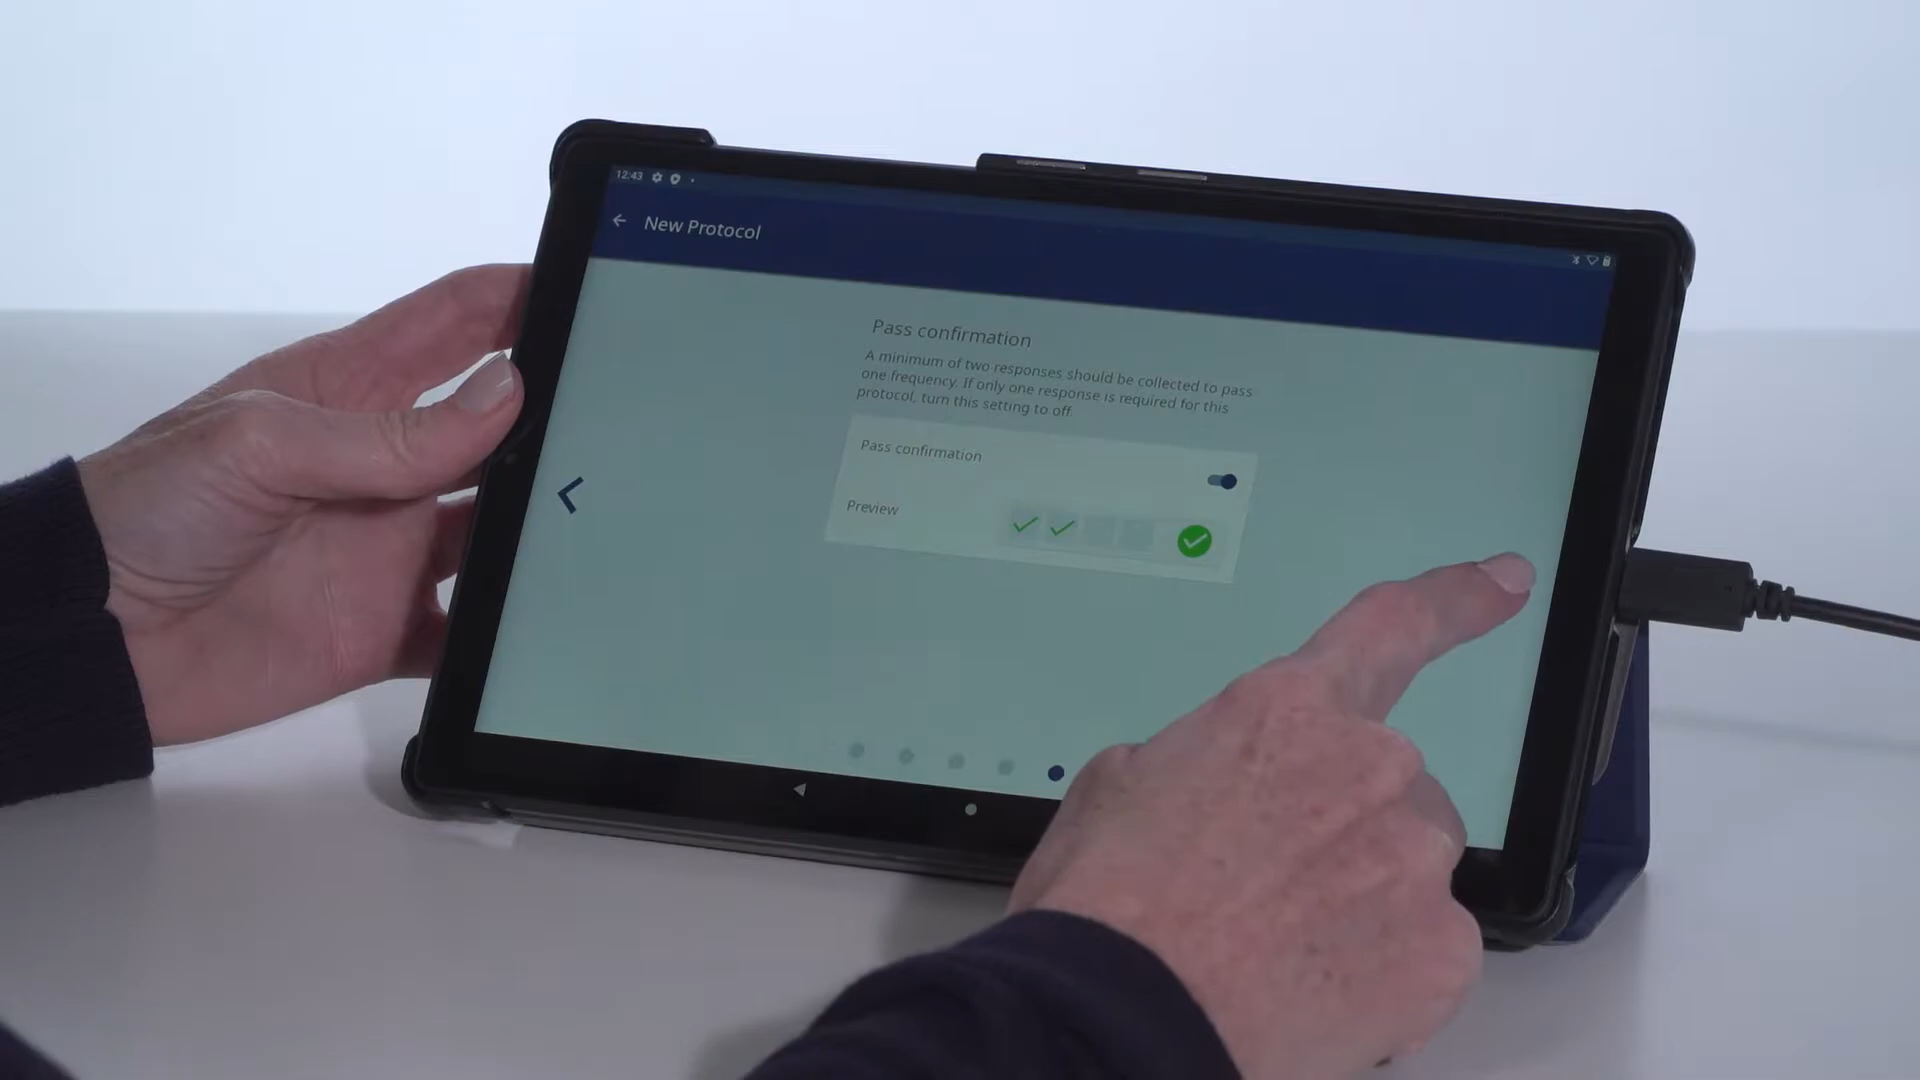 12:43
New Protocol
Pass confirmation
A minimum of two responses should be collected to pass
one frequency. If only one response is required for this
protocol, turn this setting to off.
Pass confirmation
Preview